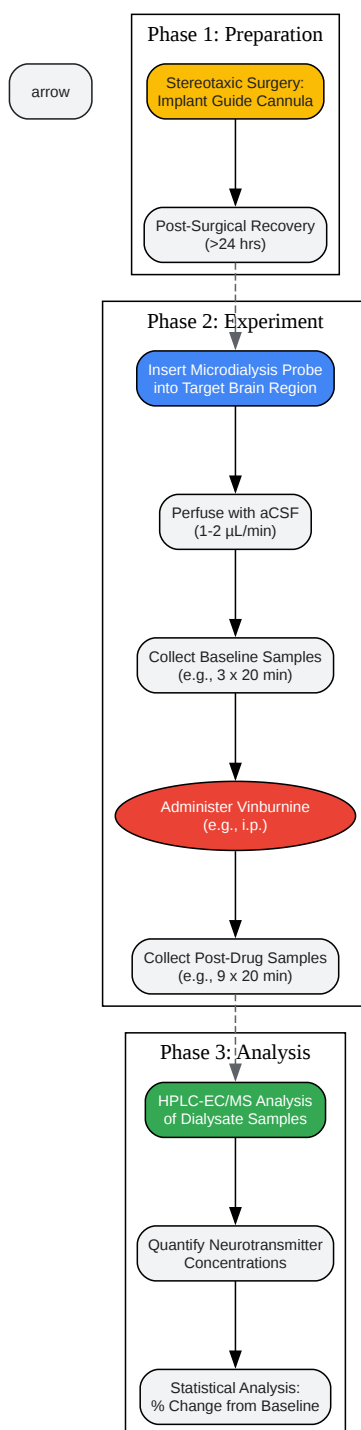 Phase 1: Preparation
arrow
Stereotaxic Surgery:
Implant Guide Cannula
Post-Surgical Recovery
(>24 hrs)
Phase 2: Experiment
Insert Microdialysis Probe
into Target Brain Region
Perfuse with aCSF
(1-2 µL/min)
Collect Baseline Samples
(e.g., 3 x 20 min)
Administer Vinburnine
(e.g., i.p.)
Collect Post-Drug Samples
(e.g., 9 x 20 min)
Phase 3: Analysis
HPLC-EC/MS Analysis
of Dialysate Samples
Quantify Neurotransmitter
Concentrations
Statistical Analysis:
% Change from Baseline